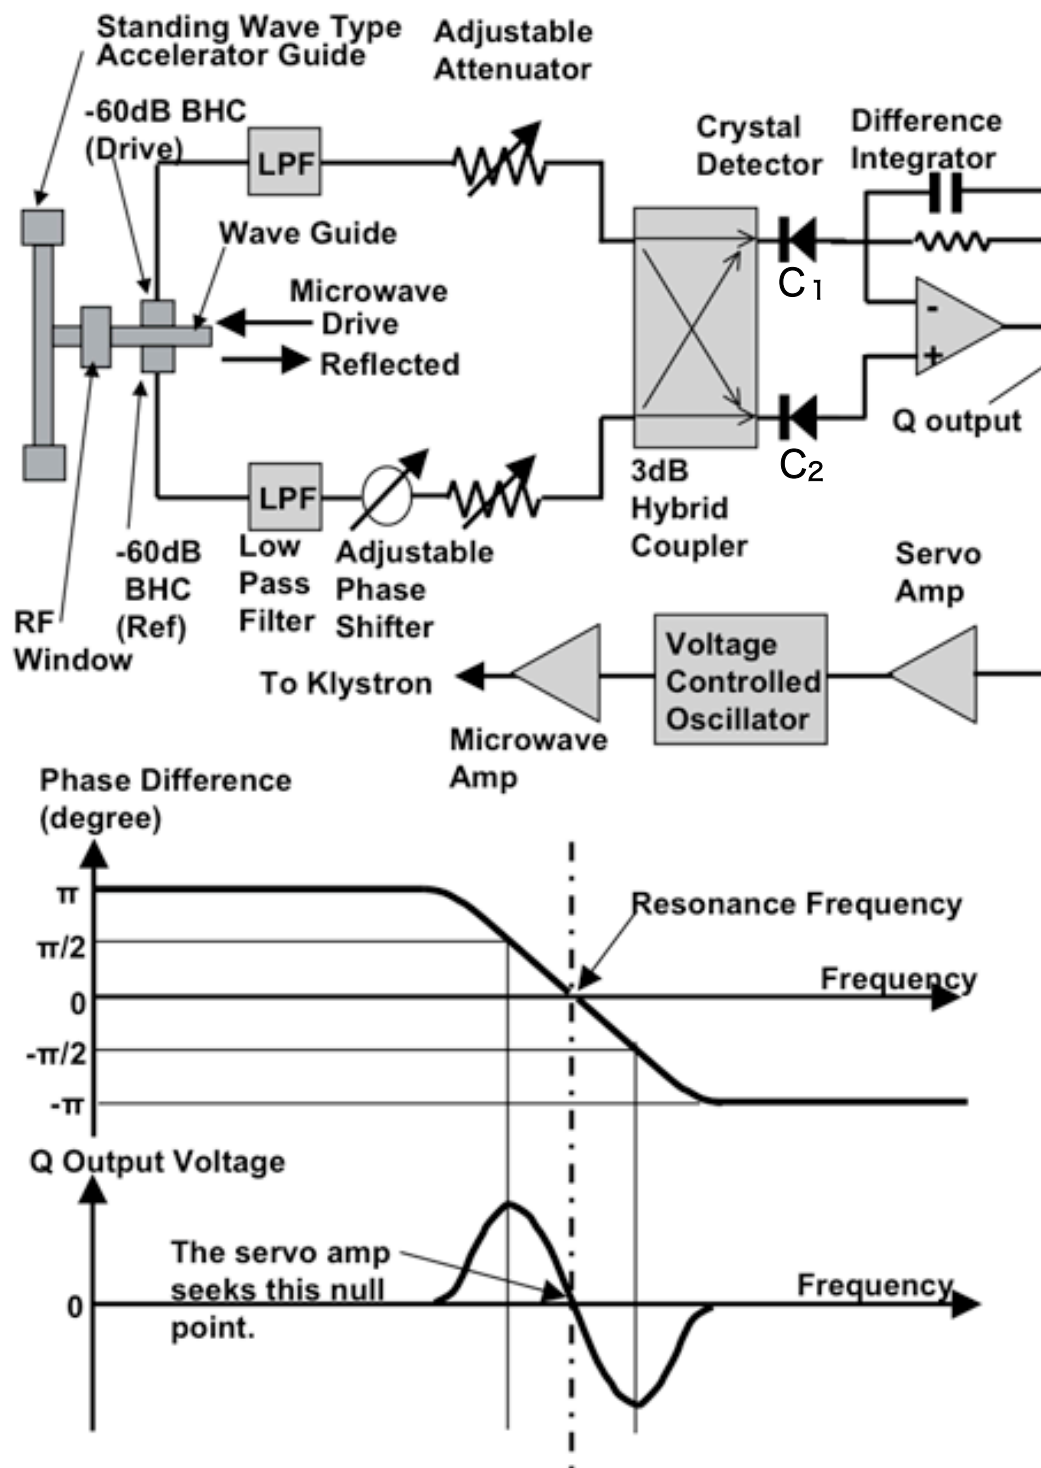 Standing Wave Type
Accelerator Guide
Adjustable
Attenuator
-60dB BHC
(Drive)
LPF
Crystal
Detector
Difference
Integrator
Wave Guide
Microwave
Drive
Reflected
C1
-
+
Q output
C2
LPF
3dB
Hybrid
Coupler
-60dB
BHC
(Ref)
Low
Pass
Filter
Adjustable
Phase
Shifter
Servo
Amp
RF
Window
To Klystron
Voltage
Controlled
Oscillator
Microwave
Amp
Phase Difference
(degree)
π
Resonance Frequency
π/2
Frequency
0
-π/2
-π
Q Output Voltage
The servo amp
seeks this null
point.
Frequency
0